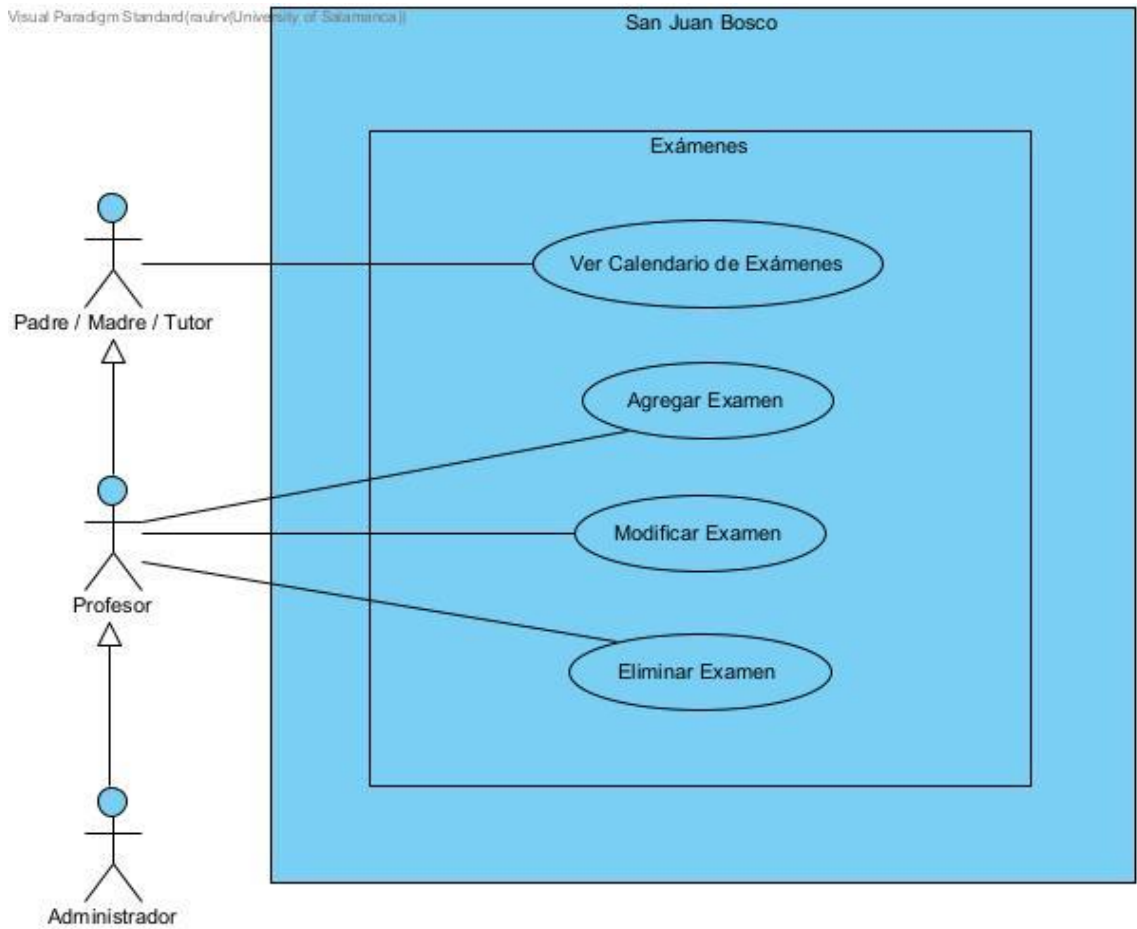 Visual Paradigm Standard(raulrv(University of Salamanca))
San Juan Bosco
Exámenes
Ver Calendario de Exámenes
Padre / Madre / Tutor
Agregar Examen
Modificar Examen
Profesor
Eliminar Examen
Administrador